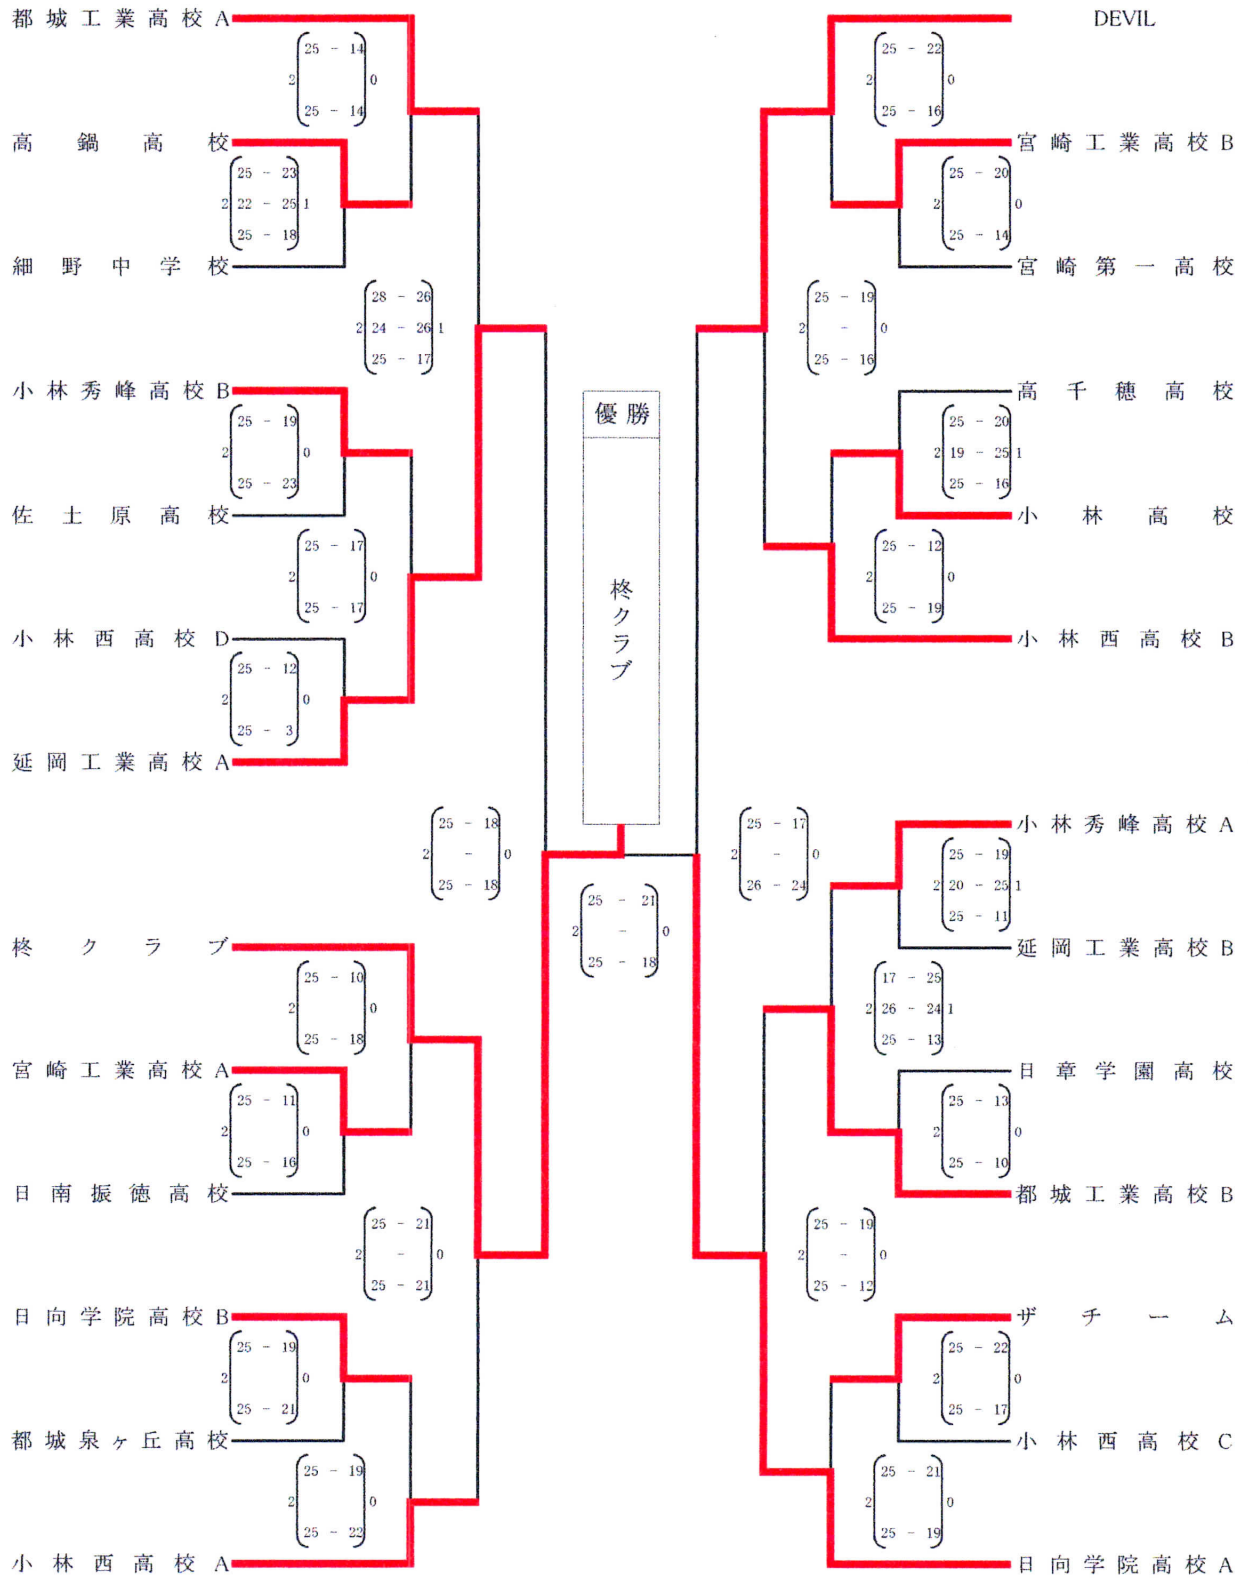 都城工業高校A
25 - 14
2 0
25 - 14
高鍋高校
25 - 23
2 22 - 25 1
25 - 18
細野中学校
28 - 26
2 24 - 26 1
25 - 17
小林秀峰高校B
25 - 19
2 0
25 - 23
佐土原高校
25 - 17
2 0
25 - 17
小林西高校D
25 - 12
2 0
25 - 3
延岡工業高校A
25 - 18
2 - 0
25 - 18
柊クラブ
25 - 10
2 0
25 - 18
宮崎工業高校A
25 - 11
2 0
25 - 16
日南振徳高校
25 - 21
2 - 0
25 - 21
日向学院高校B
25 - 19
2 0
25 - 21
都城泉ヶ丘高校
25 - 19
2 0
25 - 22
小林西高校A
優勝
柊クラブ
25 - 21
2 - 0
25 - 18
DEVIL
25 - 22
2 0
25 - 16
宮崎工業高校B
25 - 20
2 0
25 - 14
宮崎第一高校
25 - 19
2 - 0
25 - 16
高千穂高校
25 - 20
2 19 - 25 1
25 - 16
小林高校
25 - 12
2 0
25 - 19
小林西高校B
25 - 17
2 - 0
26 - 24
小林秀峰高校A
25 - 19
2 20 - 25 1
25 - 11
延岡工業高校B
17 - 25
2 26 - 24 1
25 - 13
日章学園高校
25 - 13
2 0
25 - 10
都城工業高校B
25 - 19
2 - 0
25 - 12
ザチーム
25 - 22
2 0
25 - 17
小林西高校C
25 - 21
2 0
25 - 19
日向学院高校A